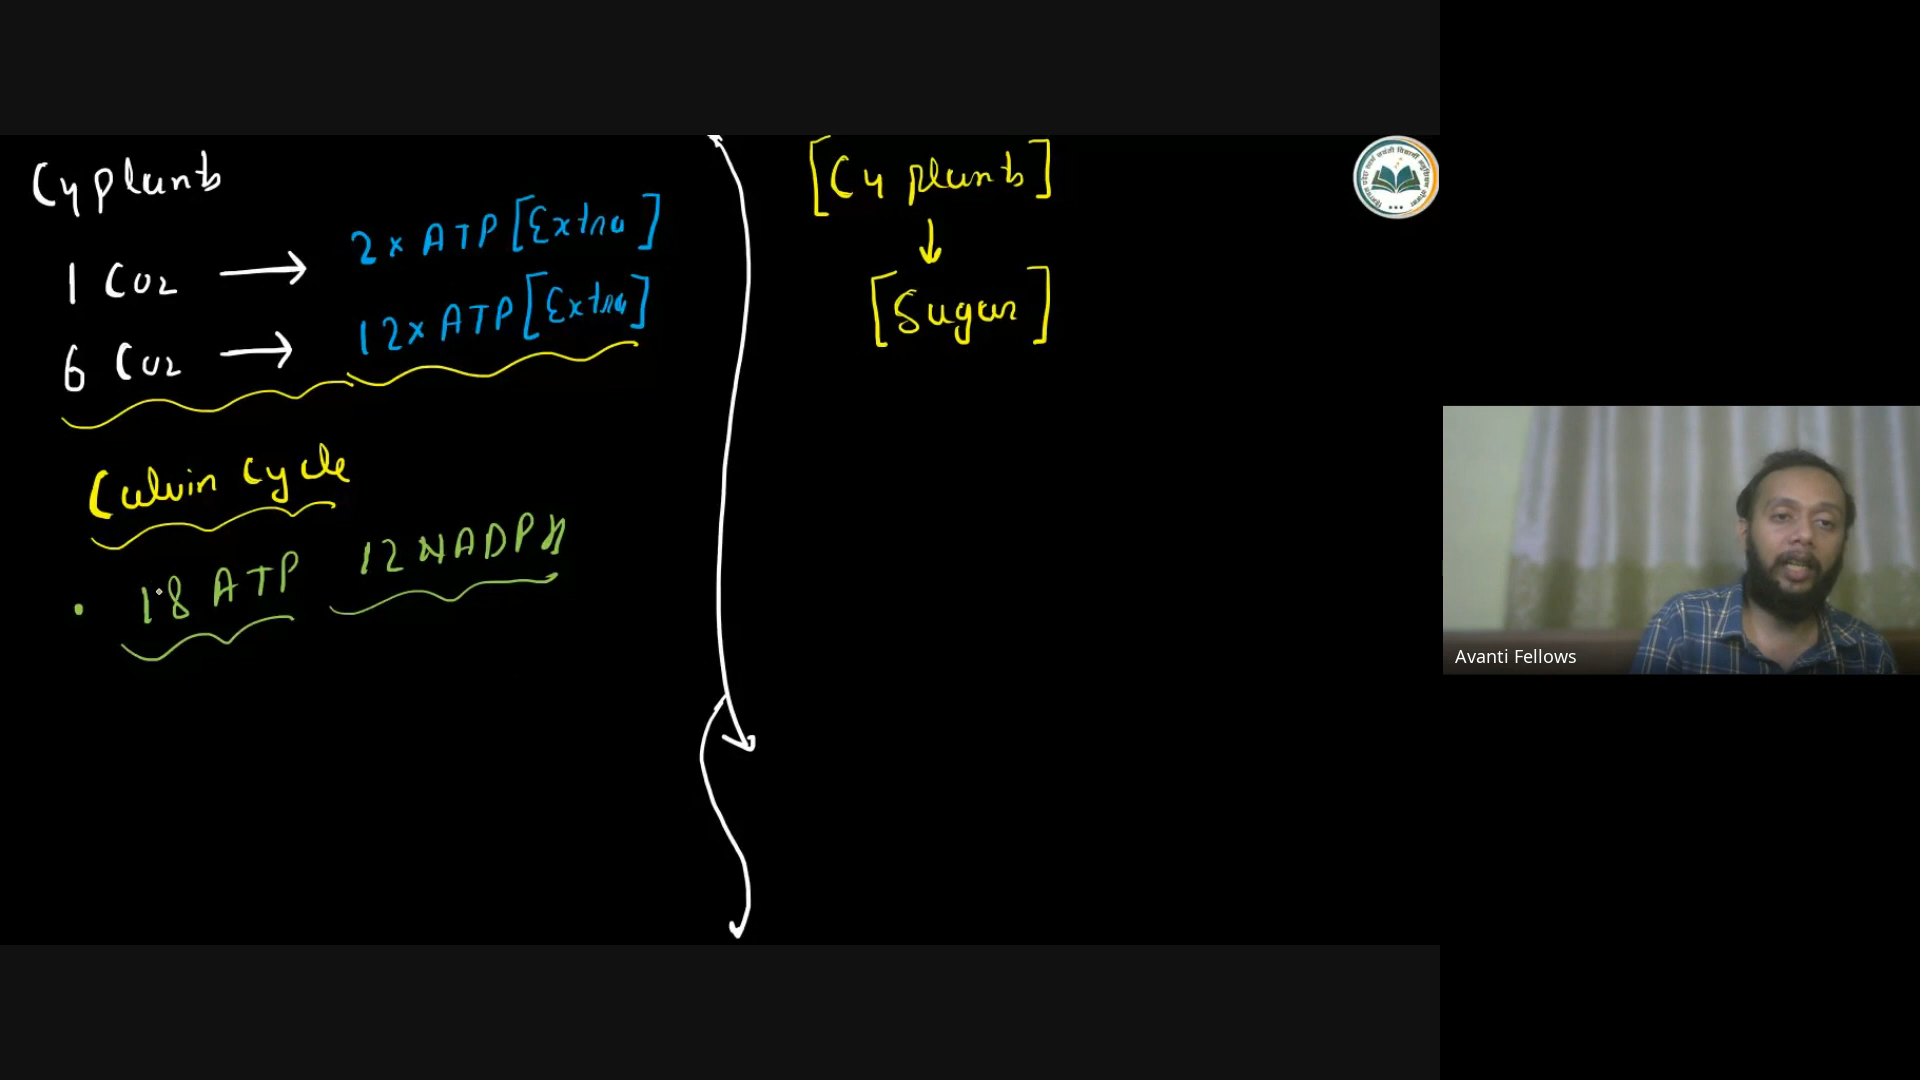 C4 plants
1 CO2 → 2 x ATP [Extra]
6 CO2 → 12 x ATP [Extra]
Calvin Cycle
• 18 ATP 12 NADPH
[C4 plants]
↓
[Sugar]
Avanti Fellows